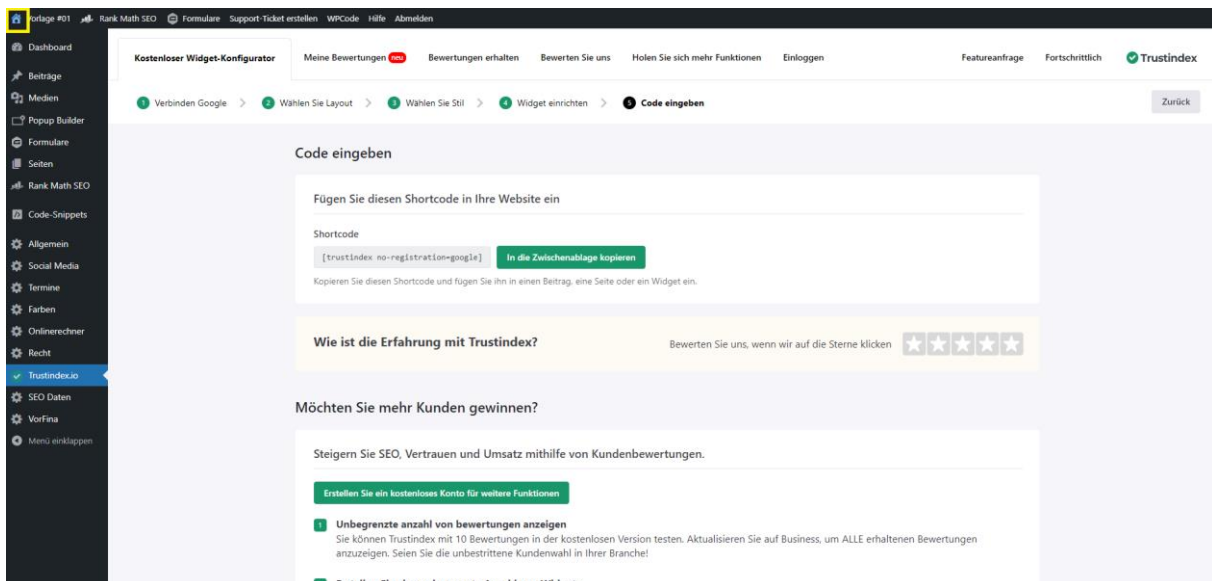 Vorlage #01 Rank Math SEO Formulare Support-Ticket erstellen WPCode Hilfe Abmelden
Dashboard
Beiträge
Medien
Popup Builder
Formulare
Seiten
Rank Math SEO
Code-Snippets
Allgemein
Social Media
Termine
Farben
Onlinerechner
Recht
Trustindex.io
SEO Daten
VorFina
Menü einklappen
Kostenloser Widget-Konfigurator Meine Bewertungen neu Bewertungen erhalten Bewerten Sie uns Holen Sie sich mehr Funktionen Einloggen Featureanfrage Fortschrittlich Trustindex
1 Verbinden Google > 2 Wählen Sie Layout > 3 Wählen Sie Stil > 4 Widget einrichten > 5 Code eingeben Zurück
Code eingeben
Fügen Sie diesen Shortcode in Ihre Website ein
Shortcode
[trustindex no-registration=google] In die Zwischenablage kopieren
Kopieren Sie diesen Shortcode und fügen Sie ihn in einen Beitrag, eine Seite oder ein Widget ein.
Wie ist die Erfahrung mit Trustindex? Bewerten Sie uns, wenn wir auf die Sterne klicken
Möchten Sie mehr Kunden gewinnen?
Steigern Sie SEO, Vertrauen und Umsatz mithilfe von Kundenbewertungen.
Erstellen Sie ein kostenloses Konto für weitere Funktionen
1 Unbegrenzte anzahl von bewertungen anzeigen
Sie können Trustindex mit 10 Bewertungen in der kostenlosen Version testen. Aktualisieren Sie auf Business, um ALLE erhaltenen Bewertungen
anzuzeigen. Seien Sie die unbestrittene Kundenwahl in Ihrer Branche!